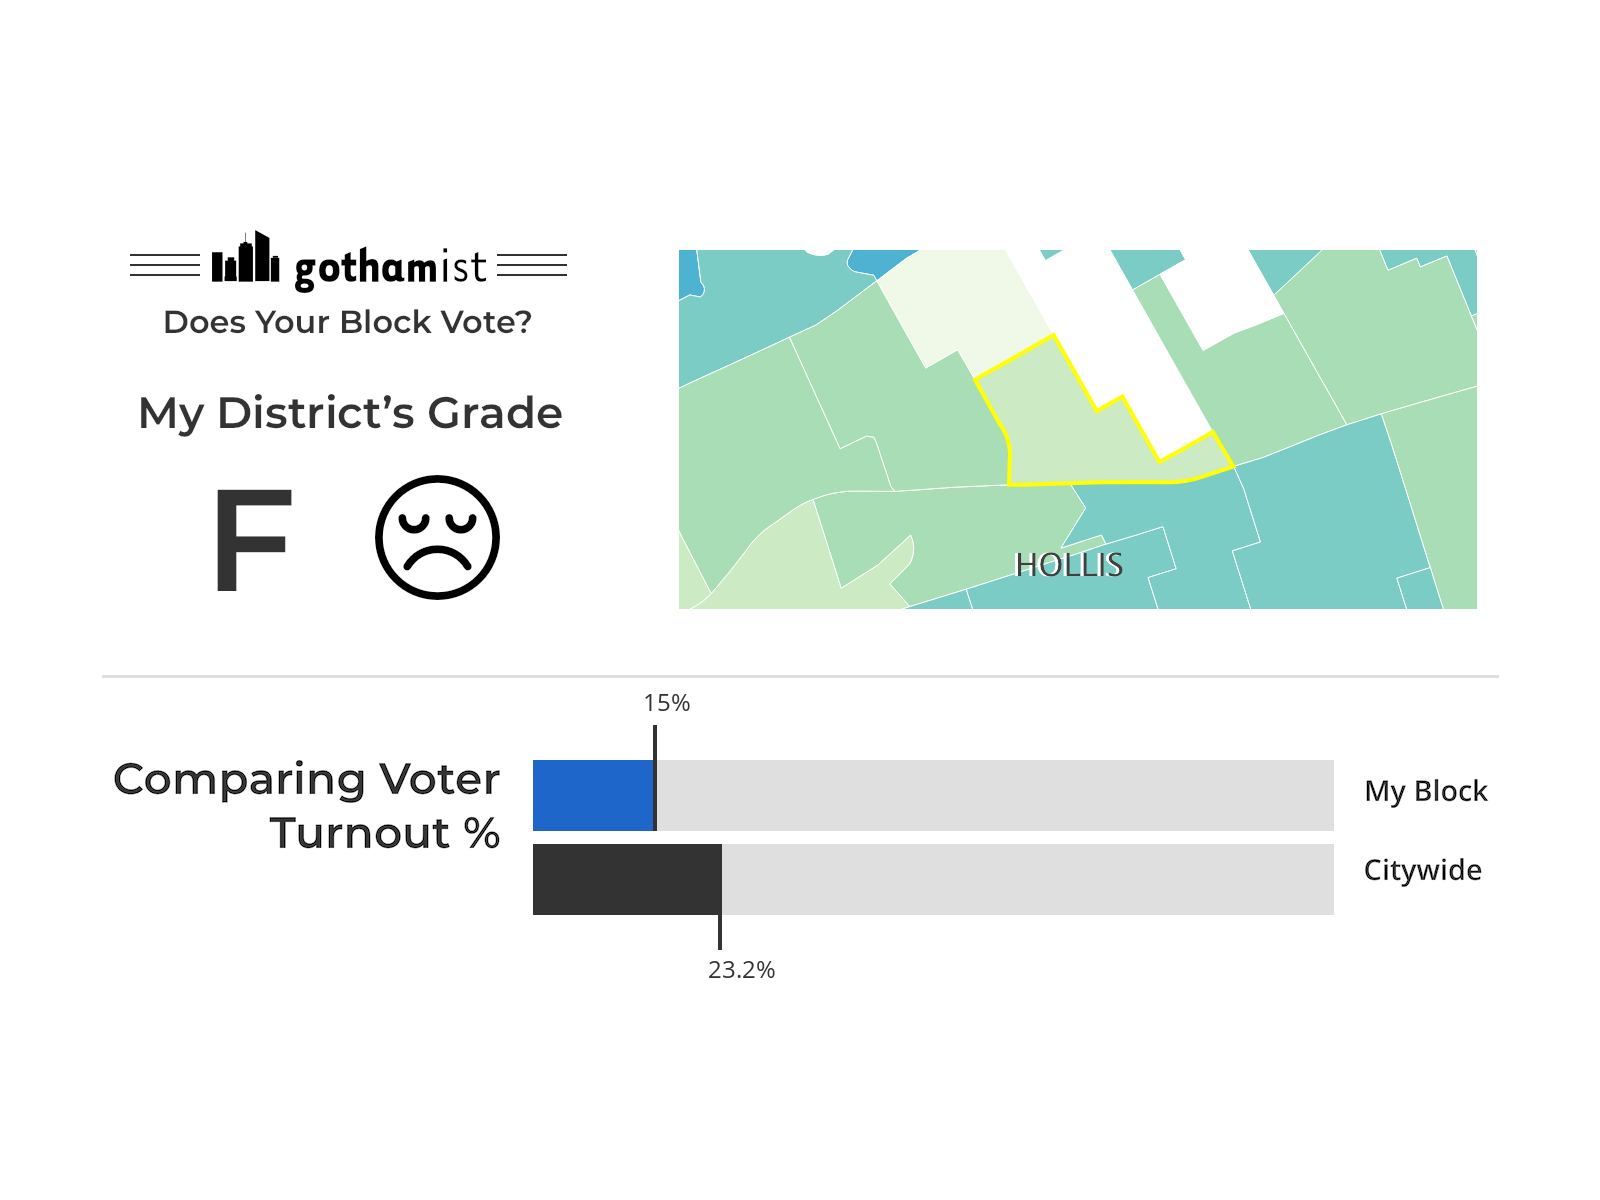 gothamist
Does Your Block Vote?
My District’s Grade
F
HOLLIS
15%
Comparing Voter
Turnout %
My Block
Citywide
23.2%